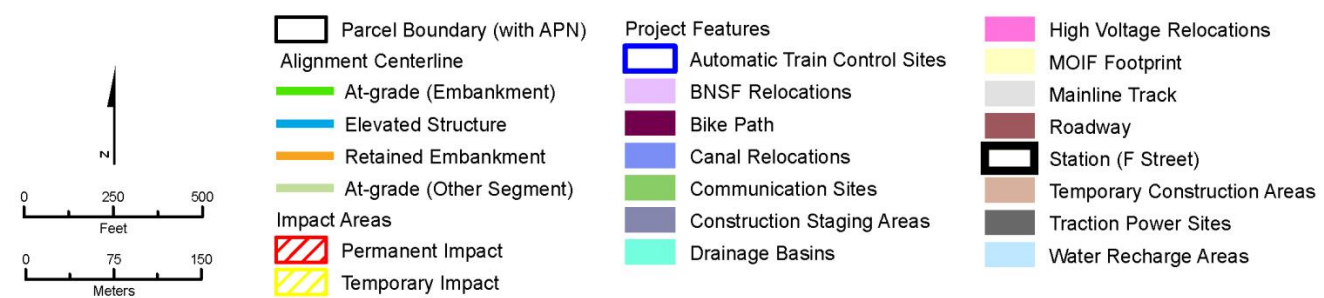 N
0 250 500
Feet
0 75 150
Meters
Parcel Boundary (with APN)
Alignment Centerline
At-grade (Embankment)
Elevated Structure
Retained Embankment
At-grade (Other Segment)
Impact Areas
Permanent Impact
Temporary Impact
Project Features
Automatic Train Control Sites
BNSF Relocations
Bike Path
Canal Relocations
Communication Sites
Construction Staging Areas
Drainage Basins
High Voltage Relocations
MOIF Footprint
Mainline Track
Roadway
Station (F Street)
Temporary Construction Areas
Traction Power Sites
Water Recharge Areas